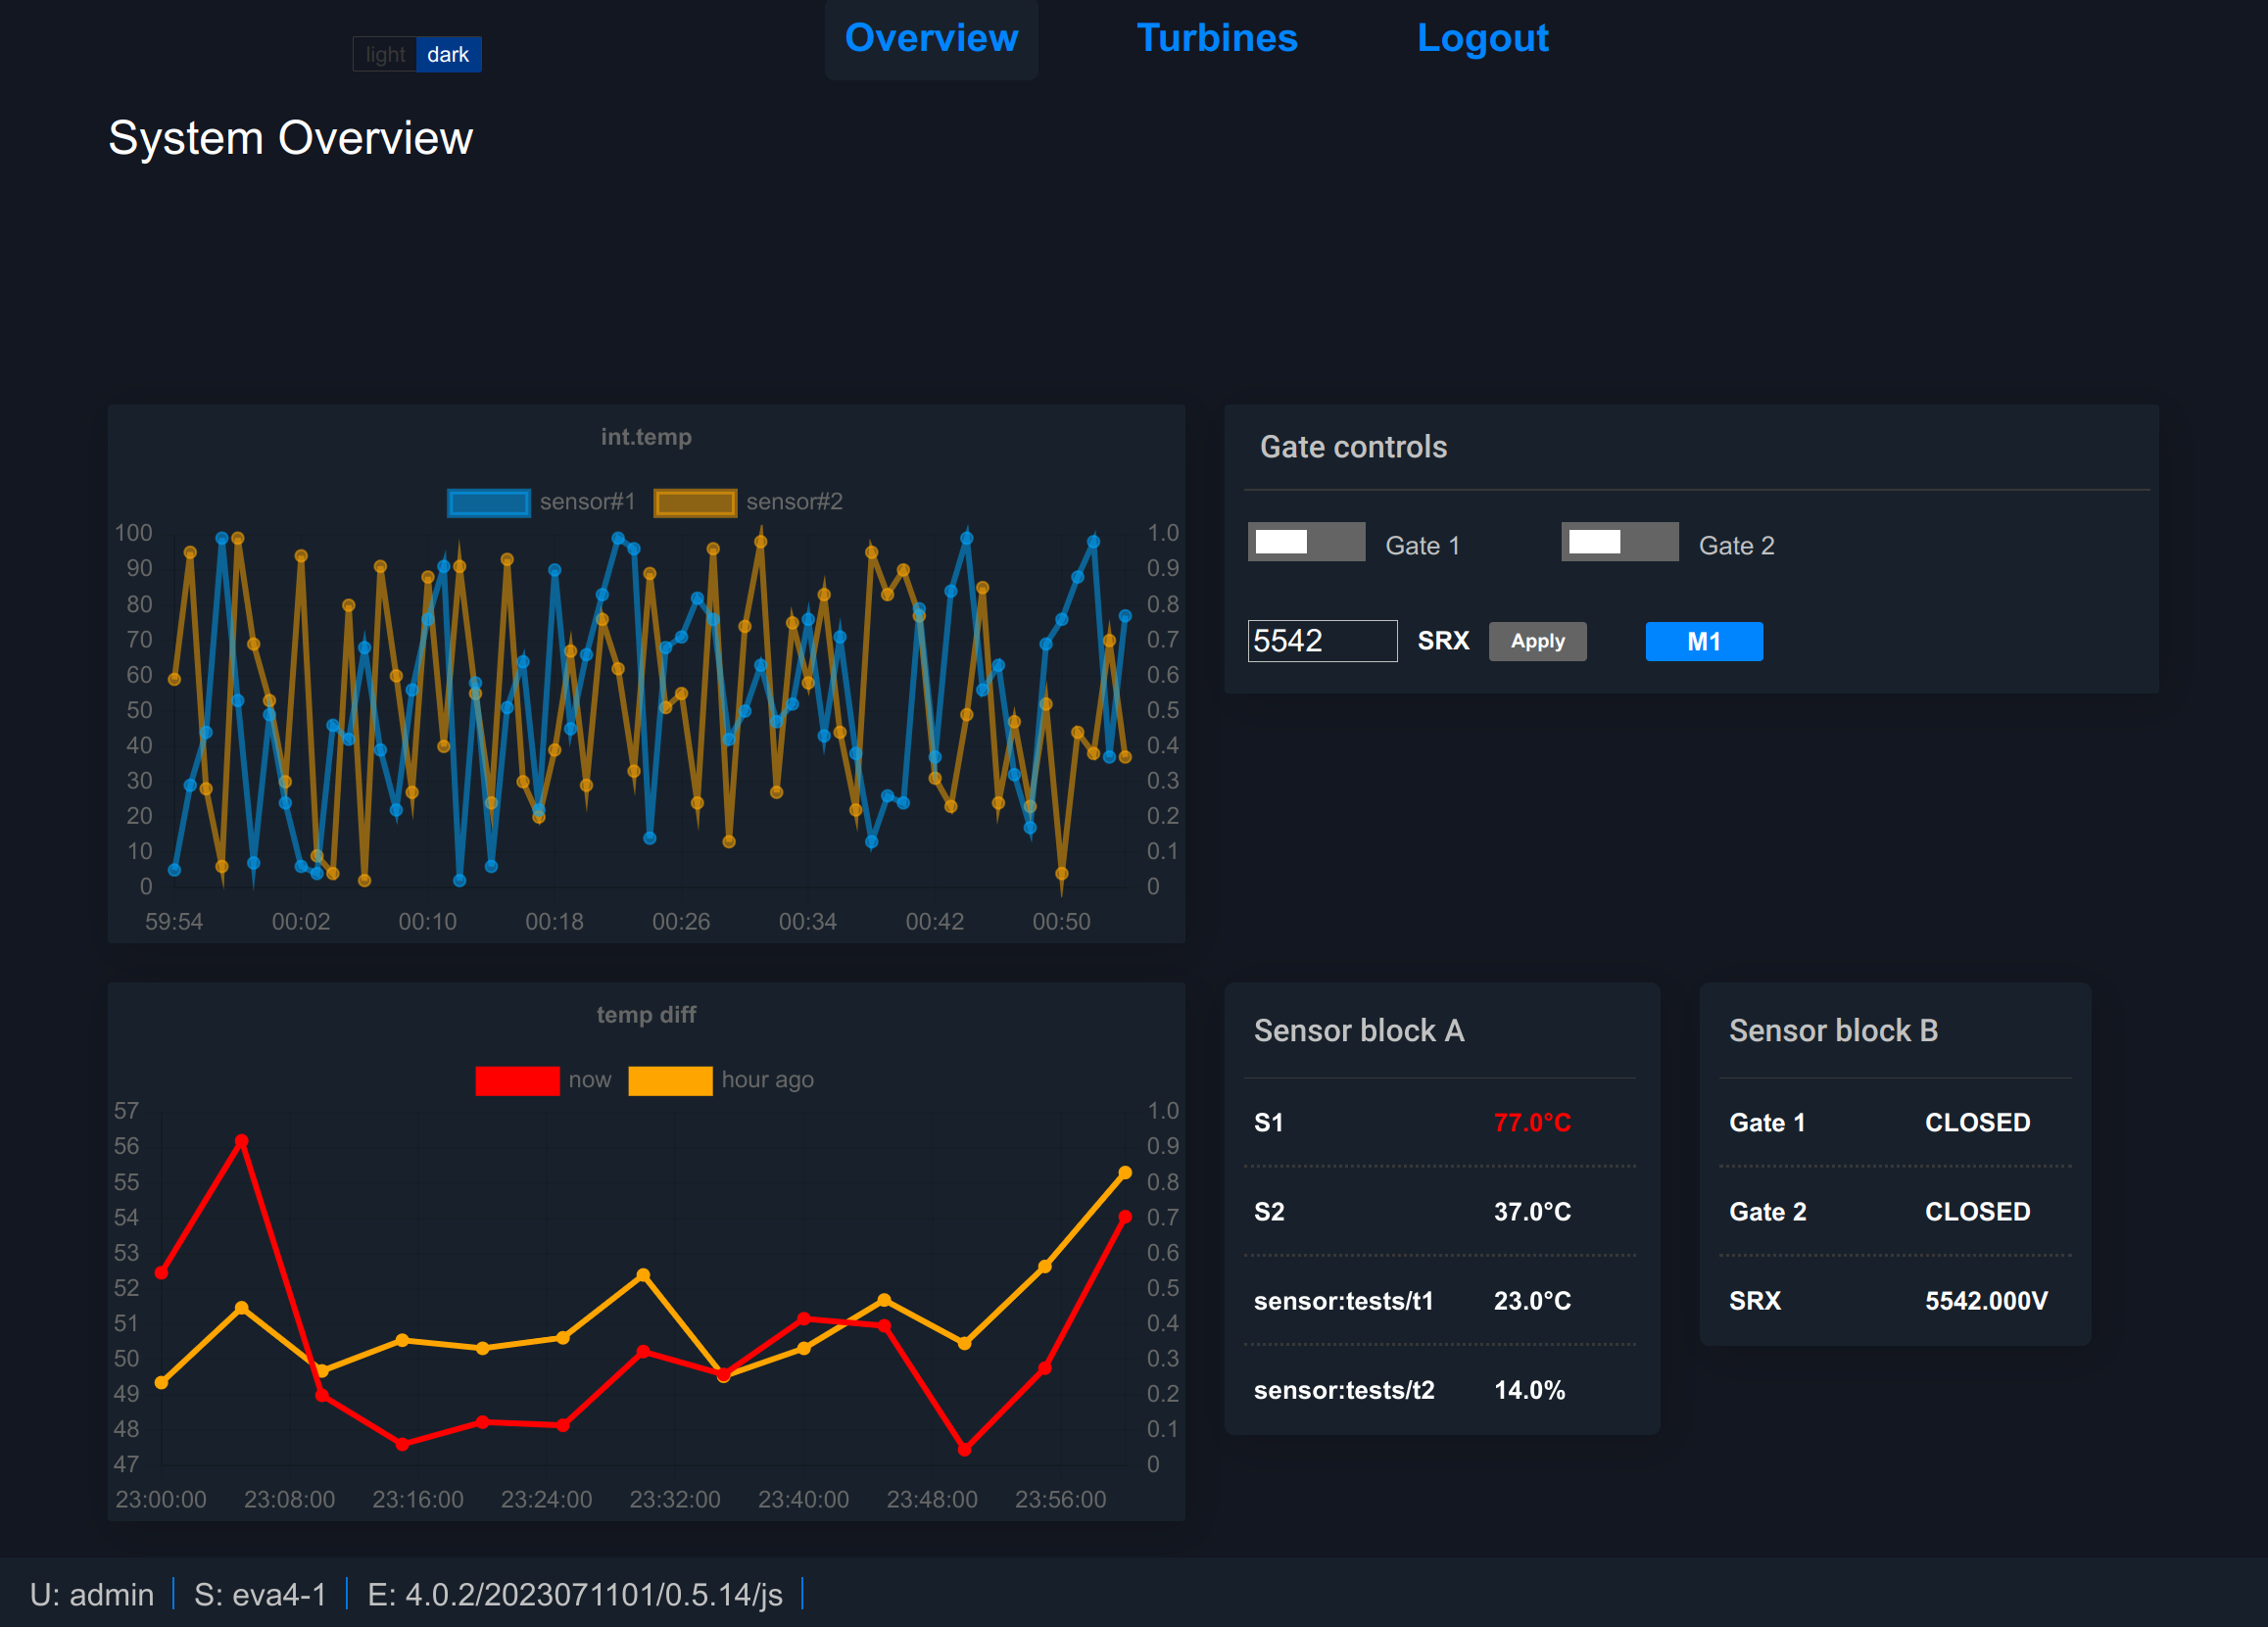 light dark
Overview Turbines Logout
System Overview
int.temp
sensor#1 sensor#2
100 1.0
90 0.9
80 0.8
70 0.7
60 0.6
50 0.5
40 0.4
30 0.3
20 0.2
10 0.1
0 0
59:54 00:02 00:10 00:18 00:26 00:34 00:42 00:50
Gate controls
Gate 1 Gate 2
5542 SRX Apply M1
temp diff
now hour ago
57 1.0
56 0.9
55 0.8
54 0.7
53 0.6
52 0.5
51 0.4
50 0.3
49 0.2
48 0.1
47 0
23:00:00 23:08:00 23:16:00 23:24:00 23:32:00 23:40:00 23:48:00 23:56:00
Sensor block A
S1 77.0°C
S2 37.0°C
sensor:tests/t1 23.0°C
sensor:tests/t2 14.0%
Sensor block B
Gate 1 CLOSED
Gate 2 CLOSED
SRX 5542.000V
U: admin S: eva4-1 E: 4.0.2/2023071101/0.5.14/js